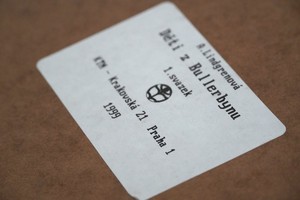 A.Lindgrenová
Děti z Bullerbynu
1.svazek
KTN - Krakovská 21 Praha 1
1999